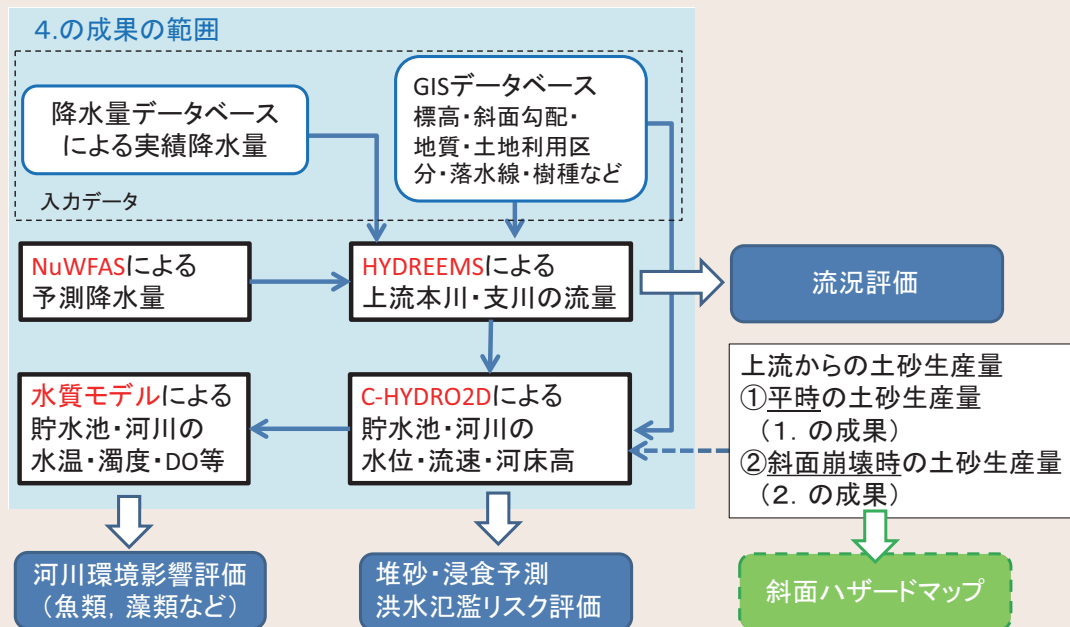 4.の成果の範囲
降水量データベース
による実績降水量
GISデータベース
標高・斜面勾配・
地質・土地利用区
分・落水線・樹種など
入力データ
NuWFASによる
予測降水量
HYDREEMSによる
上流本川・支川の流量
流況評価
水質モデルによる
貯水池・河川の
水温・濁度・DO等
C-HYDRO2Dによる
貯水池・河川の
水位・流速・河床高
上流からの土砂生産量
①平時の土砂生産量
（1．の成果）
②斜面崩壊時の土砂生産量
（2．の成果）
河川環境影響評価
（魚類，藻類など）
堆砂・浸食予測
洪水氾濫リスク評価
斜面ハザードマップ